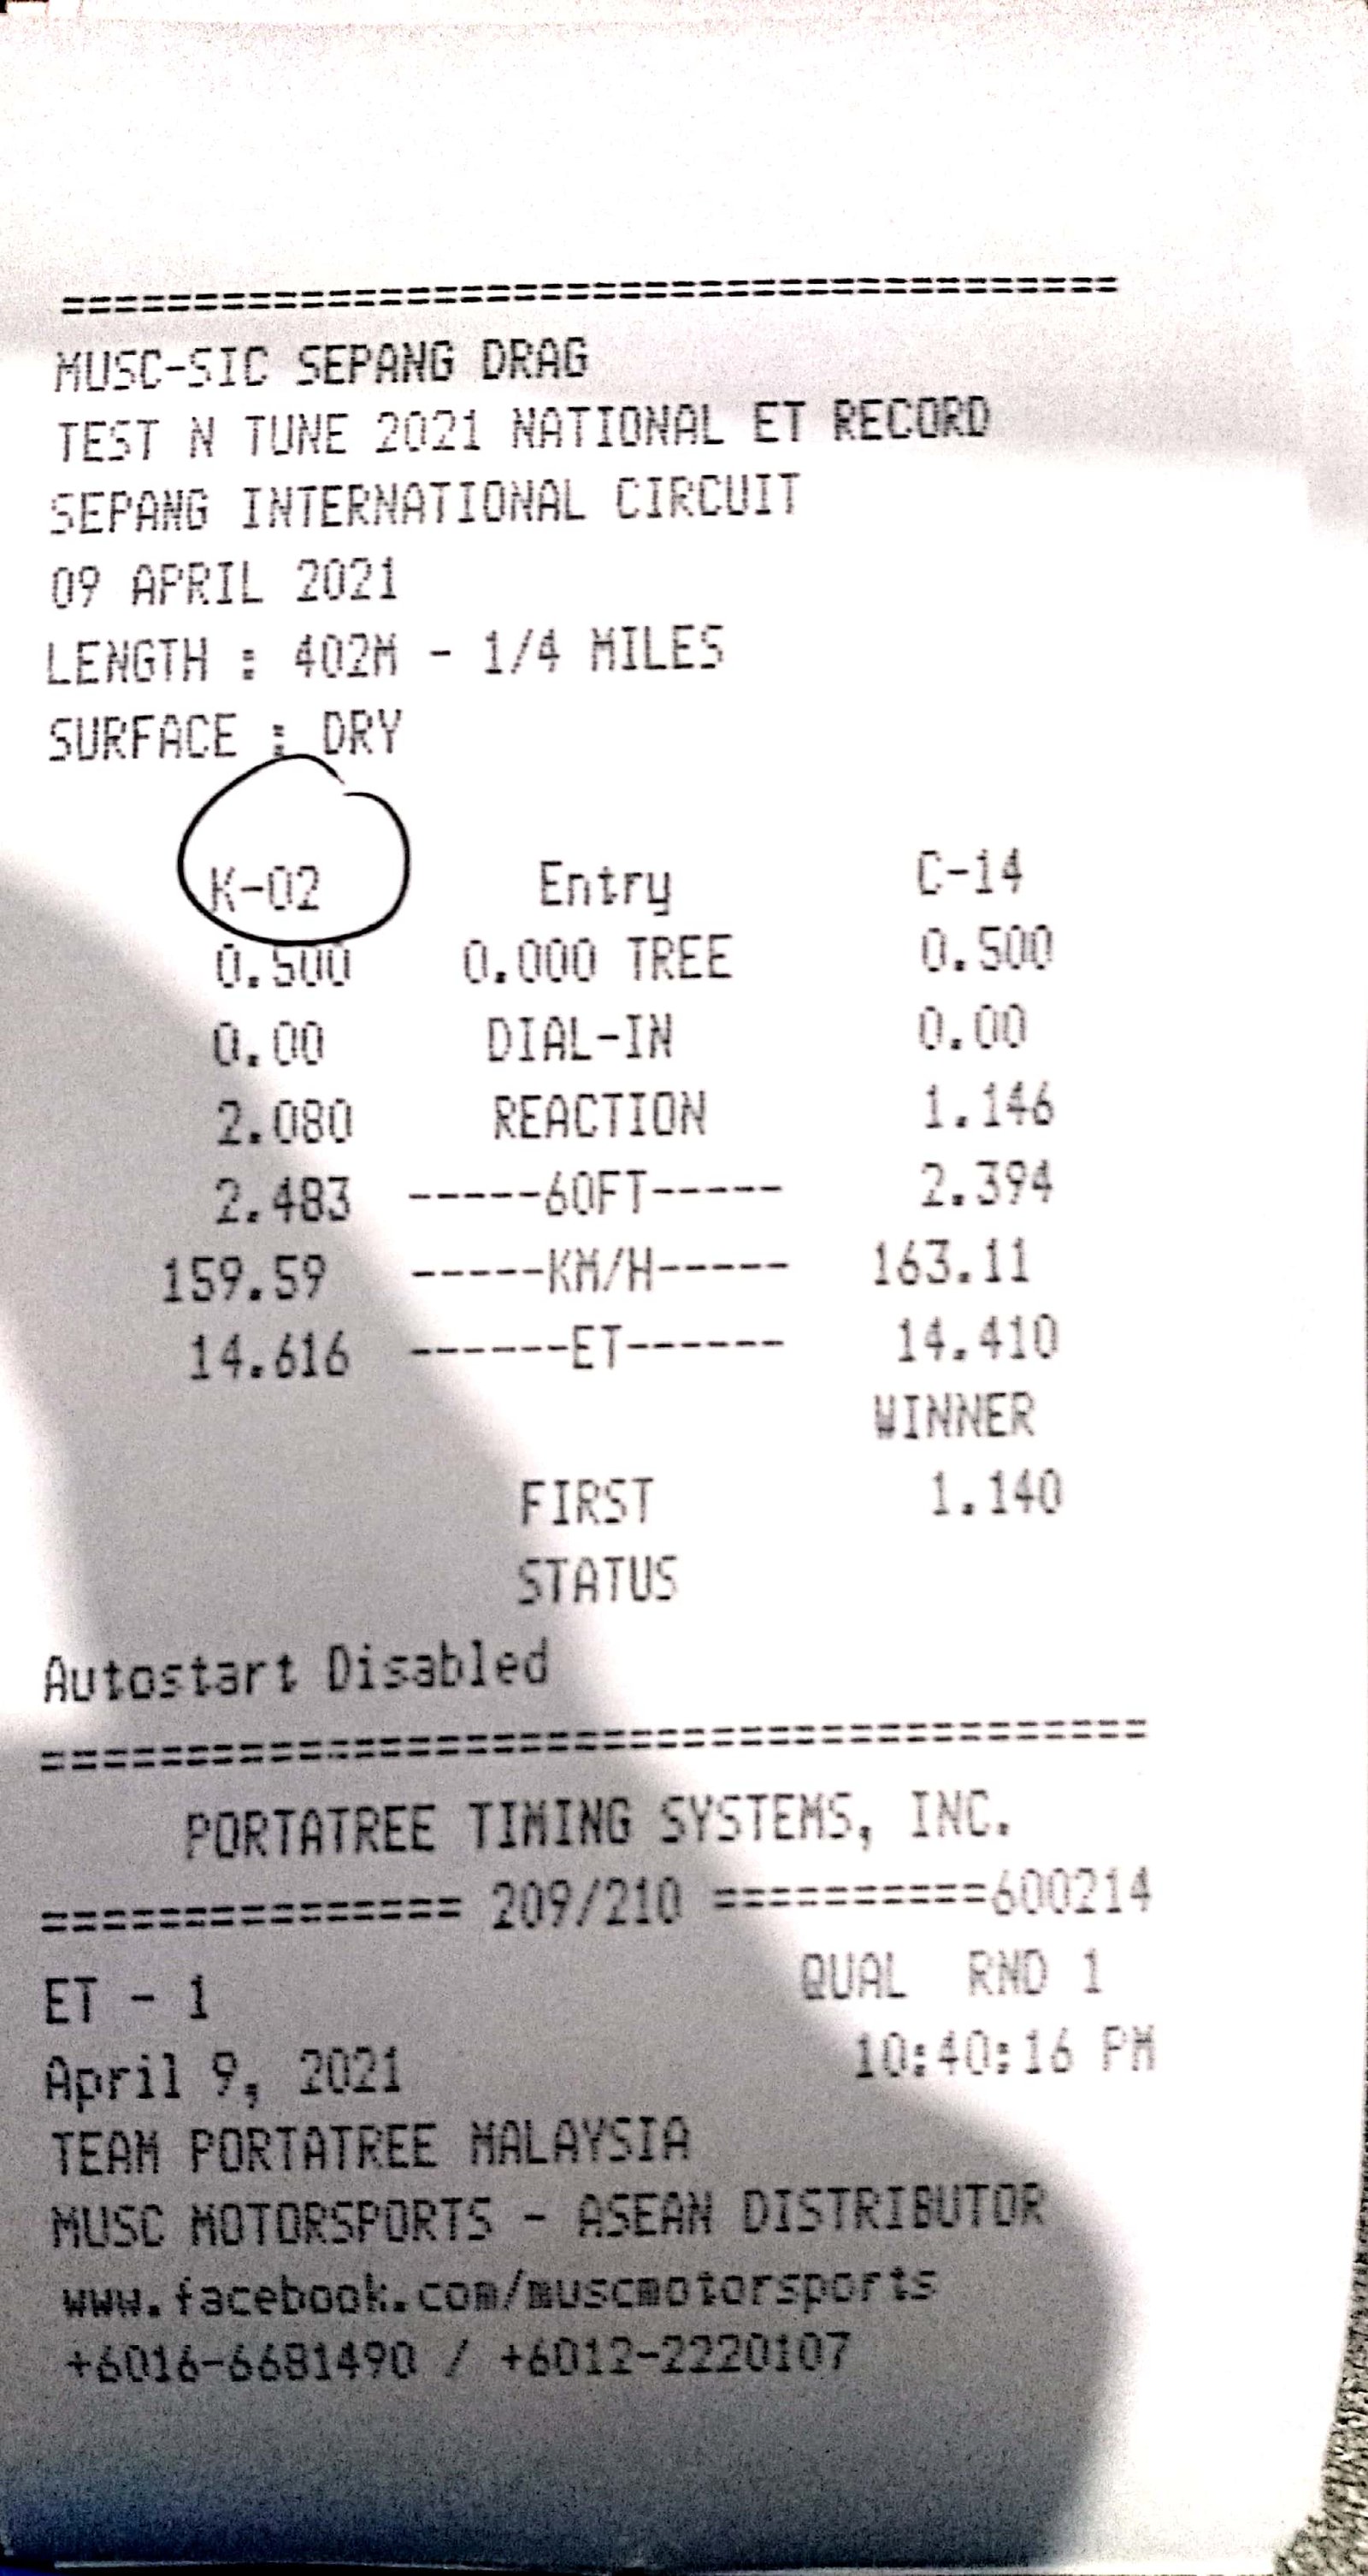 ========================================
MUSC-SIC SEPANG DRAG
TEST N TUNE 2021 NATIONAL ET RECORD
SEPANG INTERNATIONAL CIRCUIT
09 APRIL 2021
LENGTH : 402M - 1/4 MILES
SURFACE : DRY
K-02 Entry C-14
0.500 0.000 TREE 0.500
0.00 DIAL-IN 0.00
2.080 REACTION 1.146
2.483 -----60FT----- 2.394
159.59 -----KM/H----- 163.11
14.616 ------ET------ 14.410
WINNER
FIRST 1.140
STATUS
Autostart Disabled
========================================
PORTATREE TIMING SYSTEMS, INC.
=============== 209/210 ==========600214
ET - 1 QUAL RND 1
April 9, 2021 10:40:16 PM
TEAM PORTATREE MALAYSIA
MUSC MOTORSPORTS - ASEAN DISTRIBUTOR
www.facebook.com/muscmotorsports
+6016-6681490 / +6012-2220107